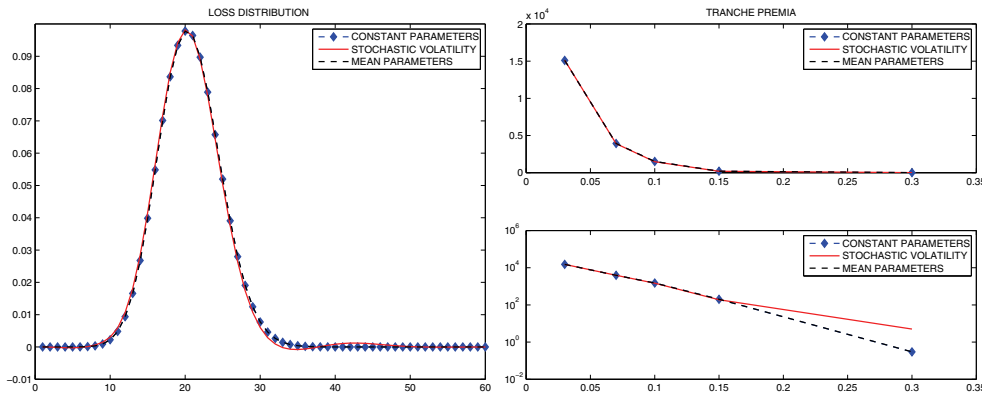 LOSS DISTRIBUTION
CONSTANT PARAMETERS
STOCHASTIC VOLATILITY
MEAN PARAMETERS
0.09
0.08
0.07
0.06
0.05
0.04
0.03
0.02
0.01
0
−0.01
0 10 20 30 40 50 60
TRANCHE PREMIA
x 10^4
CONSTANT PARAMETERS
STOCHASTIC VOLATILITY
MEAN PARAMETERS
2
1.5
1
0.5
0
0 0.05 0.1 0.15 0.2 0.25 0.3 0.35
CONSTANT PARAMETERS
STOCHASTIC VOLATILITY
MEAN PARAMETERS
10^6
10^4
10^2
10^0
10^−2
0 0.05 0.1 0.15 0.2 0.25 0.3 0.35